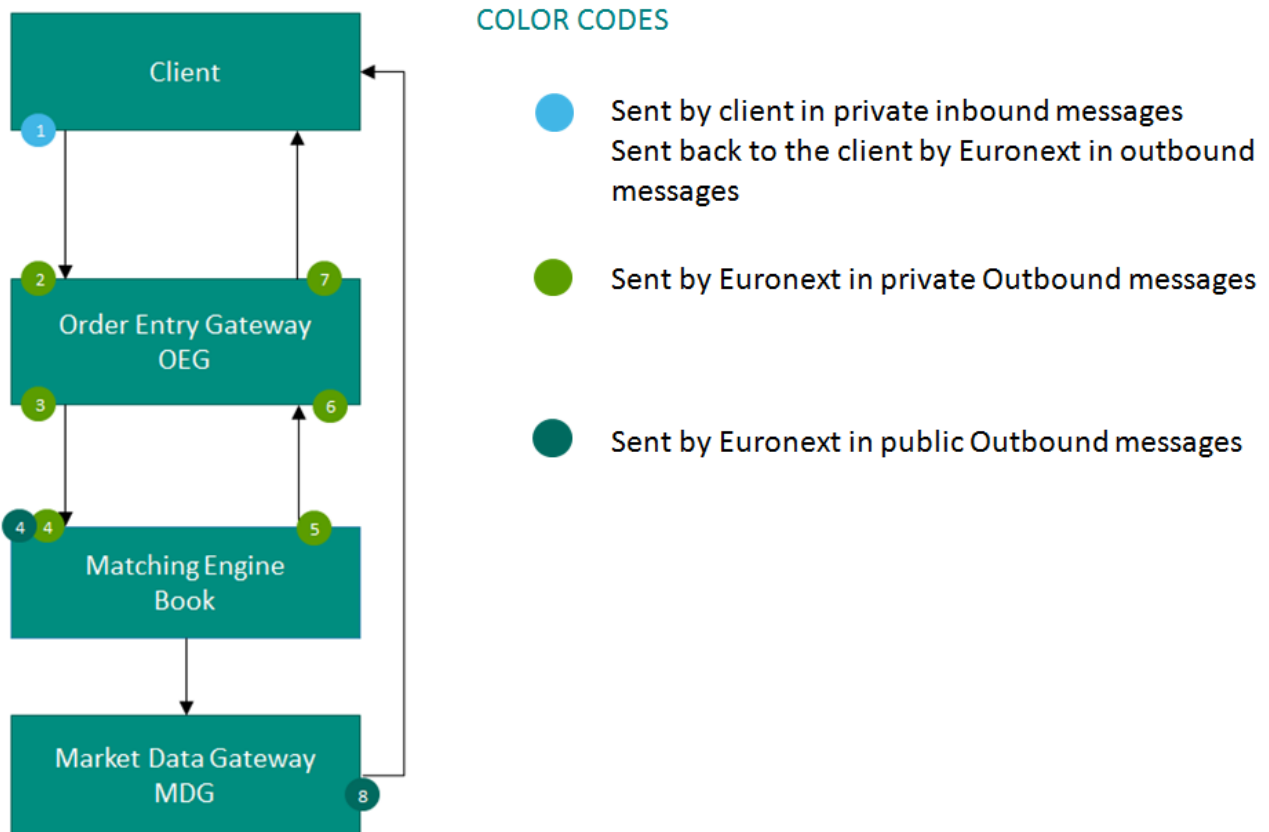 COLOR CODES
Client
1
Sent by client in private inbound messages
Sent back to the client by Euronext in outbound
messages
2
7
Sent by Euronext in private Outbound messages
Order Entry Gateway
OEG
3
6
Sent by Euronext in public Outbound messages
4
4
5
Matching Engine
Book
Market Data Gateway
MDG
8